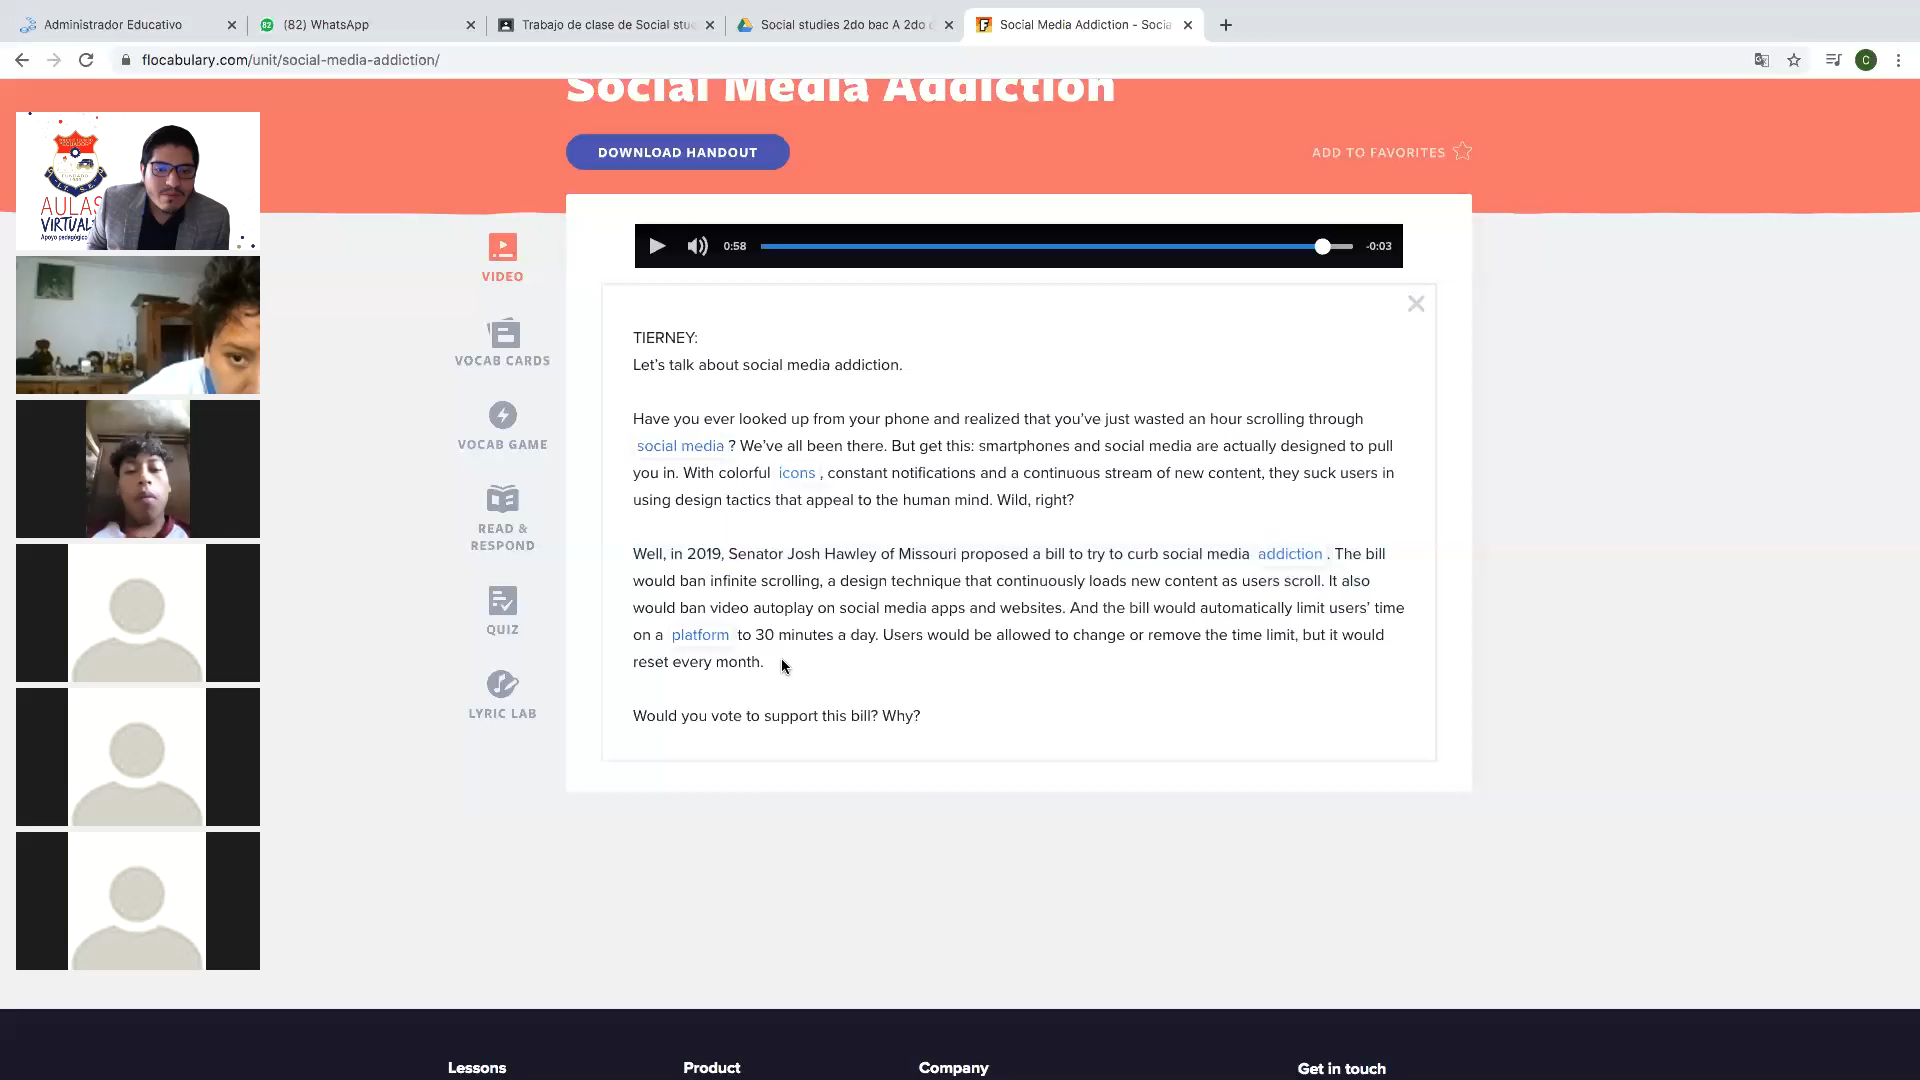 Administrador Educativo
(82) WhatsApp
Trabajo de clase de Social stu
Social studies 2do bac A 2do
Social Media Addiction - Socia
flocabulary.com/unit/social-media-addiction/
C
Social Media Addiction
DOWNLOAD HANDOUT
ADD TO FAVORITES
FUNDADO
I.T.S.E.
AULAS
VIRTUAL
Apoyo pedagógico
0:58
-0:03
VIDEO
VOCAB CARDS
VOCAB GAME
READ &
RESPOND
QUIZ
LYRIC LAB
TIERNEY:
Let's talk about social media addiction.
Have you ever looked up from your phone and realized that you've just wasted an hour scrolling through
social media ? We've all been there. But get this: smartphones and social media are actually designed to pull
you in. With colorful icons , constant notifications and a continuous stream of new content, they suck users in
using design tactics that appeal to the human mind. Wild, right?
Well, in 2019, Senator Josh Hawley of Missouri proposed a bill to try to curb social media addiction . The bill
would ban infinite scrolling, a design technique that continuously loads new content as users scroll. It also
would ban video autoplay on social media apps and websites. And the bill would automatically limit users' time
on a platform to 30 minutes a day. Users would be allowed to change or remove the time limit, but it would
reset every month.
Would you vote to support this bill? Why?
Lessons
Product
Company
Get in touch